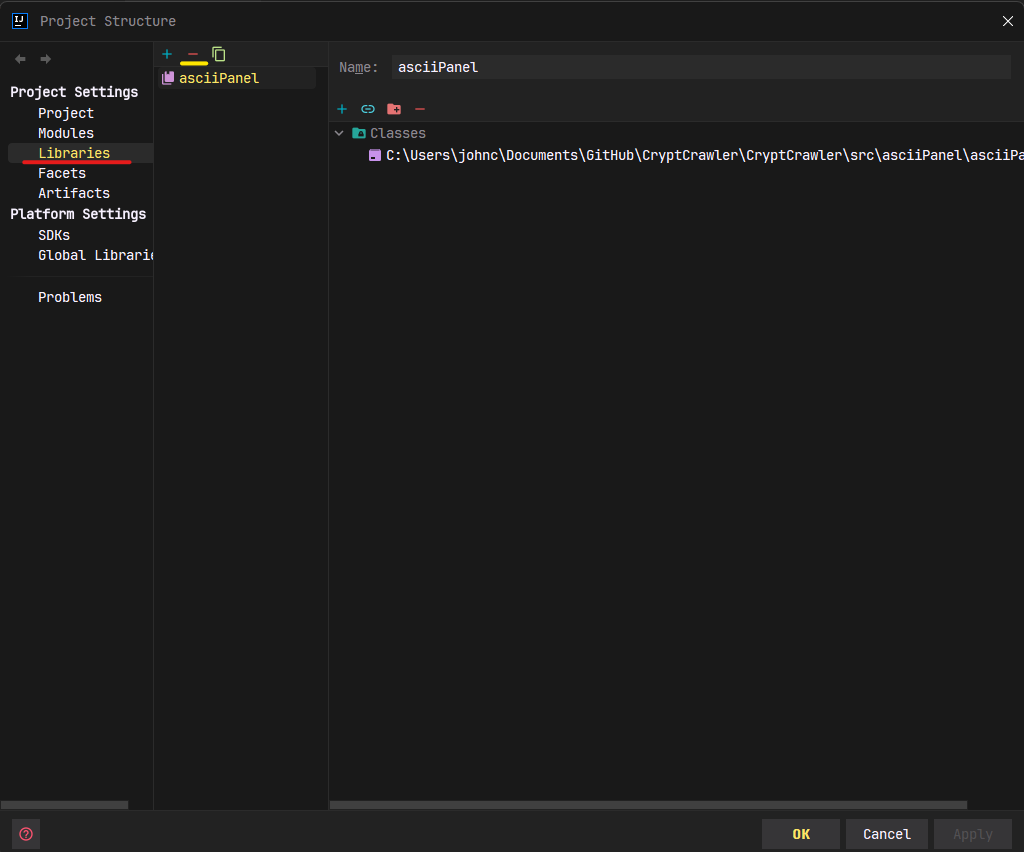 IJ
Project Structure
Project Settings
Project
Modules
Libraries
Facets
Artifacts
Platform Settings
SDKs
Global Librarie
Problems
asciiPanel
Name: asciiPanel
Classes
C:\Users\johnc\Documents\GitHub\CryptCrawler\CryptCrawler\src\asciiPanel\asciiPa
?
OK
Cancel
Apply